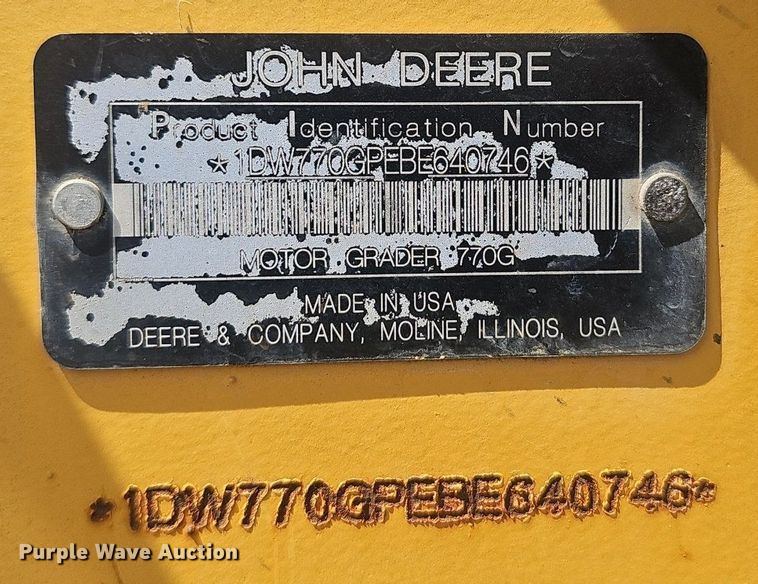 JOHN DEERE
Product Identification Number
*1DW770GPEBE640746*
MOTOR GRADER 770G
MADE IN USA
DEERE & COMPANY, MOLINE, ILLINOIS, USA
*1DW770GPEBE640746*
Purple Wave Auction